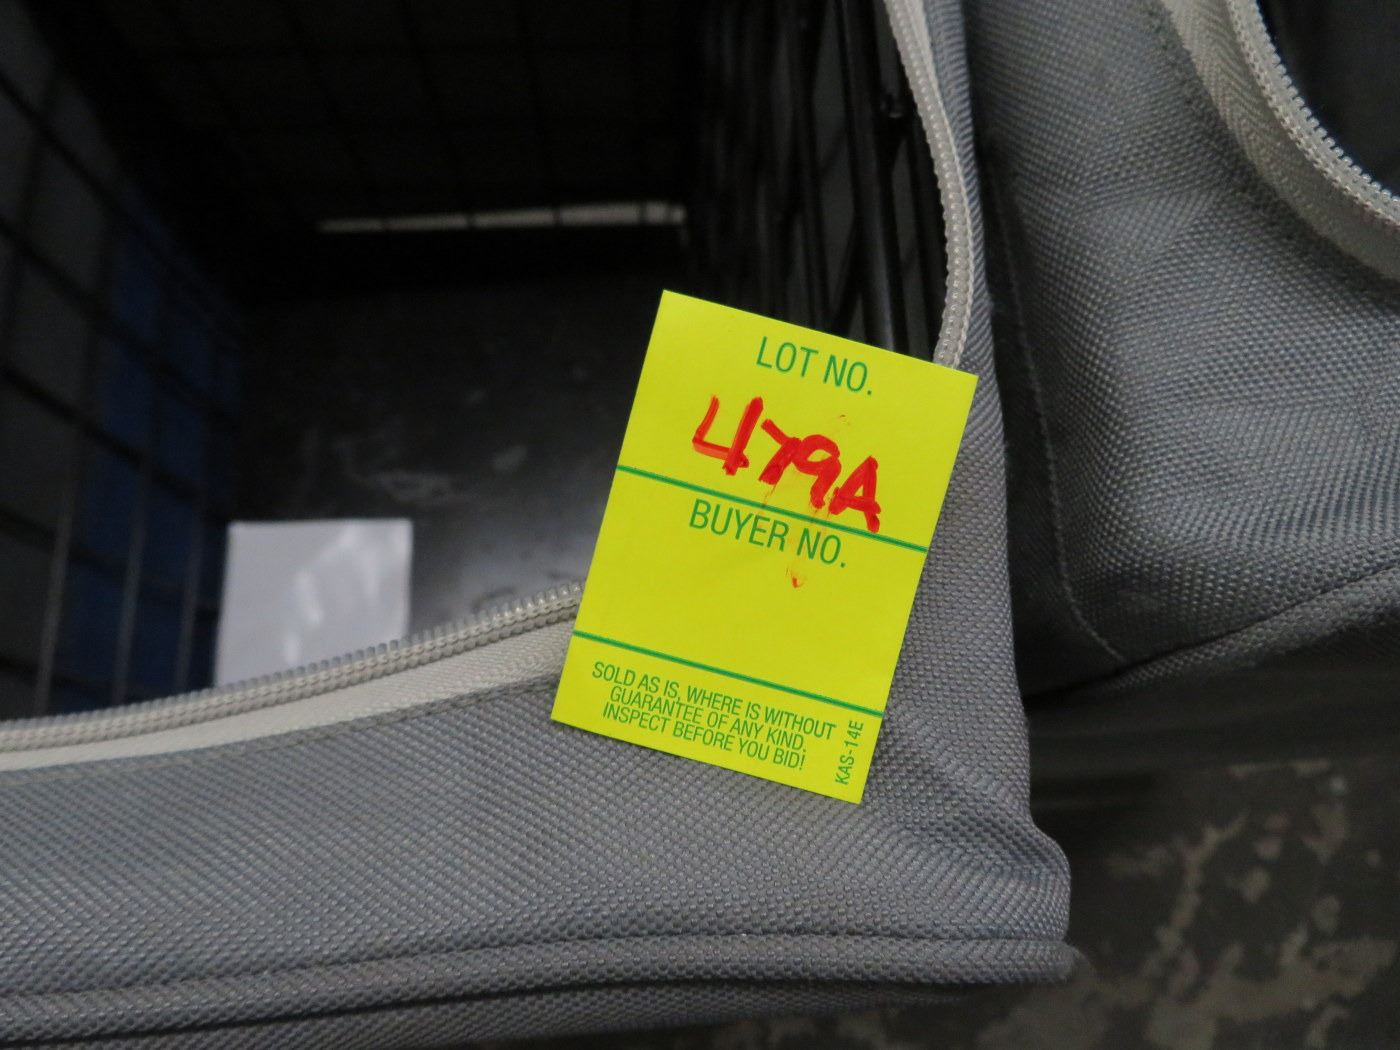 LOT NO.
479A
BUYER NO.
SOLD AS IS, WHERE IS WITHOUT
GUARANTEE OF ANY KIND.
INSPECT BEFORE YOU BID!
KAS-14E